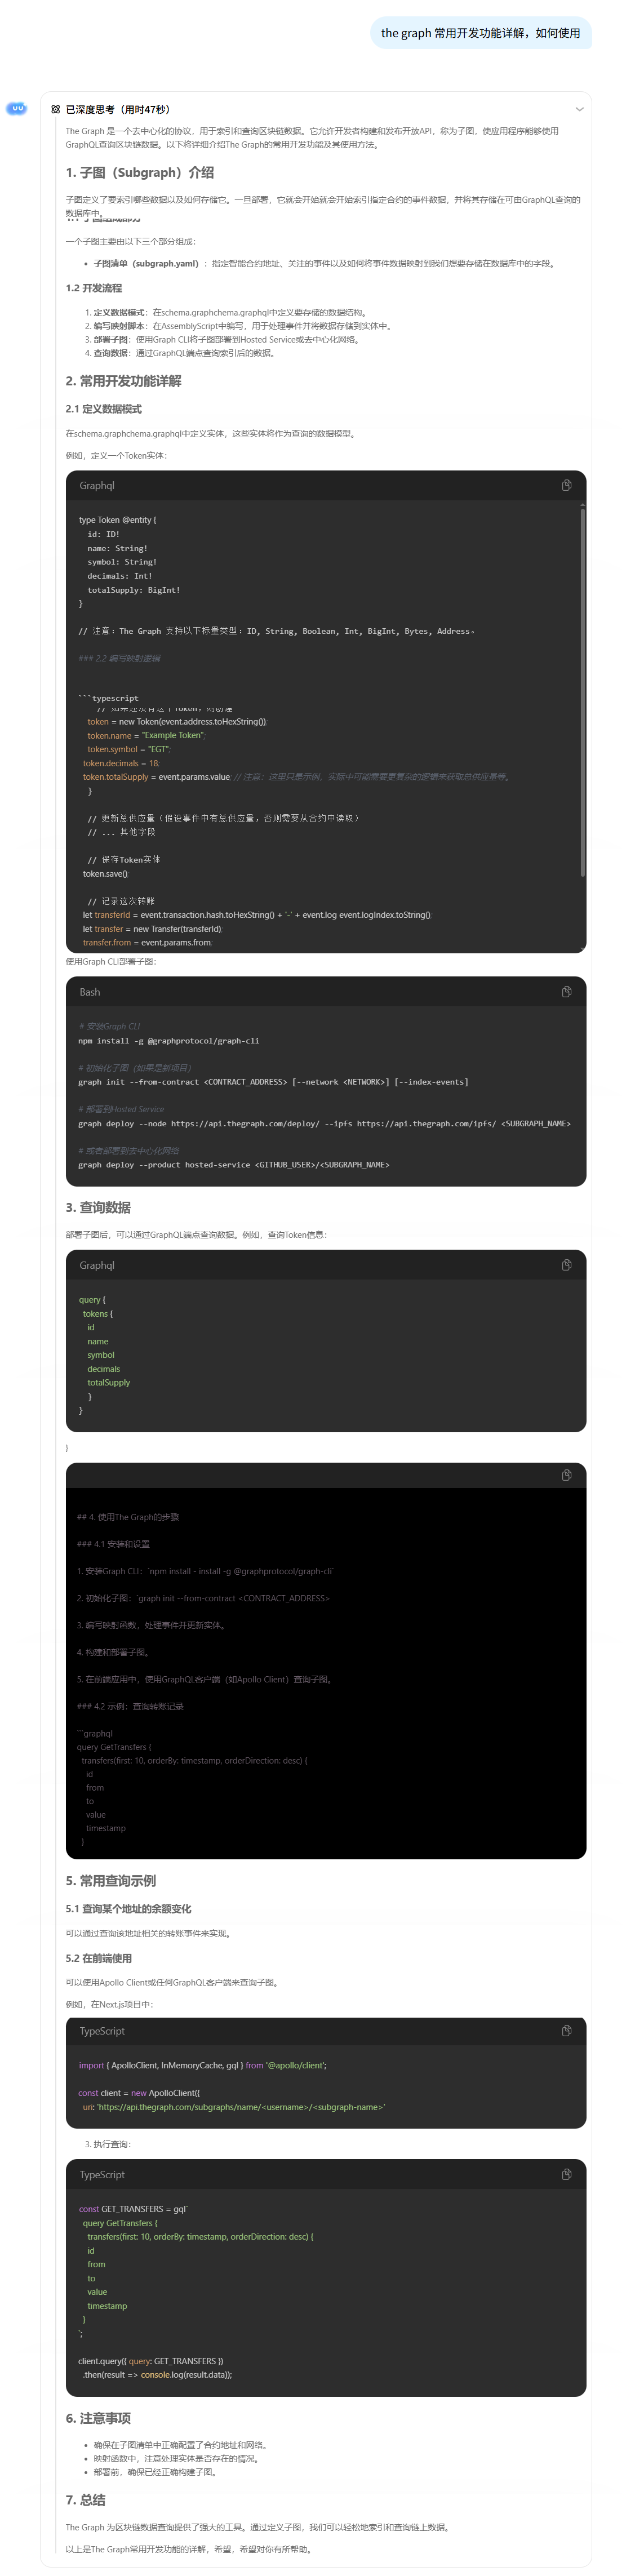 the graph 常用开发功能详解，如何使用
已深度思考（用时47秒）
The Graph 是一个去中心化的协议，用于索引和查询区块链数据。它允许开发者构建和发布开放API，称为子图，使应用程序能够使用
GraphQL查询区块链数据。以下将详细介绍The Graph的常用开发功能及其使用方法。
1. 子图（Subgraph）介绍
子图定义了要索引哪些数据以及如何存储它。一旦部署，它就会开始就会开始索引指定合约的事件数据，并将其存储在可由GraphQL查询的
数据库中。
一个子图主要由以下三个部分组成：
• 子图清单（subgraph.yaml）：指定智能合约地址、关注的事件以及如何将事件数据映射到我们想要存储在数据库中的字段。
1.2 开发流程
1. 定义数据模式：在schema.graphchema.graphql中定义要存储的数据结构。
2. 编写映射脚本：在AssemblyScript中编写，用于处理事件并将数据存储到实体中。
3. 部署子图：使用Graph CLI将子图部署到Hosted Service或去中心化网络。
4. 查询数据：通过GraphQL端点查询索引后的数据。
2. 常用开发功能详解
2.1 定义数据模式
在schema.graphchema.graphql中定义实体，这些实体将作为查询的数据模型。
例如，定义一个Token实体：
Graphql
type Token @entity {
id: ID!
name: String!
symbol: String!
decimals: Int!
totalSupply: BigInt!
}
// 注意：The Graph 支持以下标量类型：ID, String, Boolean, Int, BigInt, Bytes, Address。
### 2.2 编写映射逻辑
```typescript
// 如果还没有这个Token，则创建
token = new Token(event.address.toHexString());
token.name = "Example Token";
token.symbol = "EGT";
token.decimals = 18;
token.totalSupply = event.params.value; // 注意：这里只是示例，实际中可能需要更复杂的逻辑来获取总供应量等。
}
// 更新总供应量（假设事件中有总供应量，否则需要从合约中读取）
// ... 其他字段
// 保存Token实体
token.save();
// 记录这次转账
let transferId = event.transaction.hash.toHexString() + '-' + event.log event.logIndex.toString();
let transfer = new Transfer(transferId);
transfer.from = event.params.from;
使用Graph CLI部署子图：
Bash
# 安装Graph CLI
npm install -g @graphprotocol/graph-cli
# 初始化子图（如果是新项目）
graph init --from-contract <CONTRACT_ADDRESS> [--network <NETWORK>] [--index-events]
# 部署到Hosted Service
graph deploy --node https://api.thegraph.com/deploy/ --ipfs https://api.thegraph.com/ipfs/ <SUBGRAPH_NAME>
# 或者部署到去中心化网络
graph deploy --product hosted-service <GITHUB_USER>/<SUBGRAPH_NAME>
3. 查询数据
部署子图后，可以通过GraphQL端点查询数据。例如，查询Token信息：
Graphql
query {
tokens {
id
name
symbol
decimals
totalSupply
}
}
}
## 4. 使用The Graph的步骤
### 4.1 安装和设置
1. 安装Graph CLI：`npm install - install -g @graphprotocol/graph-cli`
2. 初始化子图：`graph init --from-contract <CONTRACT_ADDRESS>
3. 编写映射函数，处理事件并更新实体。
4. 构建和部署子图。
5. 在前端应用中，使用GraphQL客户端（如Apollo Client）查询子图。
### 4.2 示例：查询转账记录
```graphql
query GetTransfers {
transfers(first: 10, orderBy: timestamp, orderDirection: desc) {
id
from
to
value
timestamp
}
5. 常用查询示例
5.1 查询某个地址的余额变化
可以通过查询该地址相关的转账事件来实现。
5.2 在前端使用
可以使用Apollo Client或任何GraphQL客户端来查询子图。
例如，在Next.js项目中：
TypeScript
import { ApolloClient, InMemoryCache, gql } from '@apollo/client';
const client = new ApolloClient({
uri: 'https://api.thegraph.com/subgraphs/name/<username>/<subgraph-name>'
3. 执行查询：
TypeScript
const GET_TRANSFERS = gql`
query GetTransfers {
transfers(first: 10, orderBy: timestamp, orderDirection: desc) {
id
from
to
value
timestamp
}
`;
client.query({ query: GET_TRANSFERS })
.then(result => console.log(result.data));
6. 注意事项
• 确保在子图清单中正确配置了合约地址和网络。
• 映射函数中，注意处理实体是否存在的情况。
• 部署前，确保已经正确构建子图。
7. 总结
The Graph 为区块链数据查询提供了强大的工具。通过定义子图，我们可以轻松地索引和查询链上数据。
以上是The Graph常用开发功能的详解，希望，希望对你有所帮助。